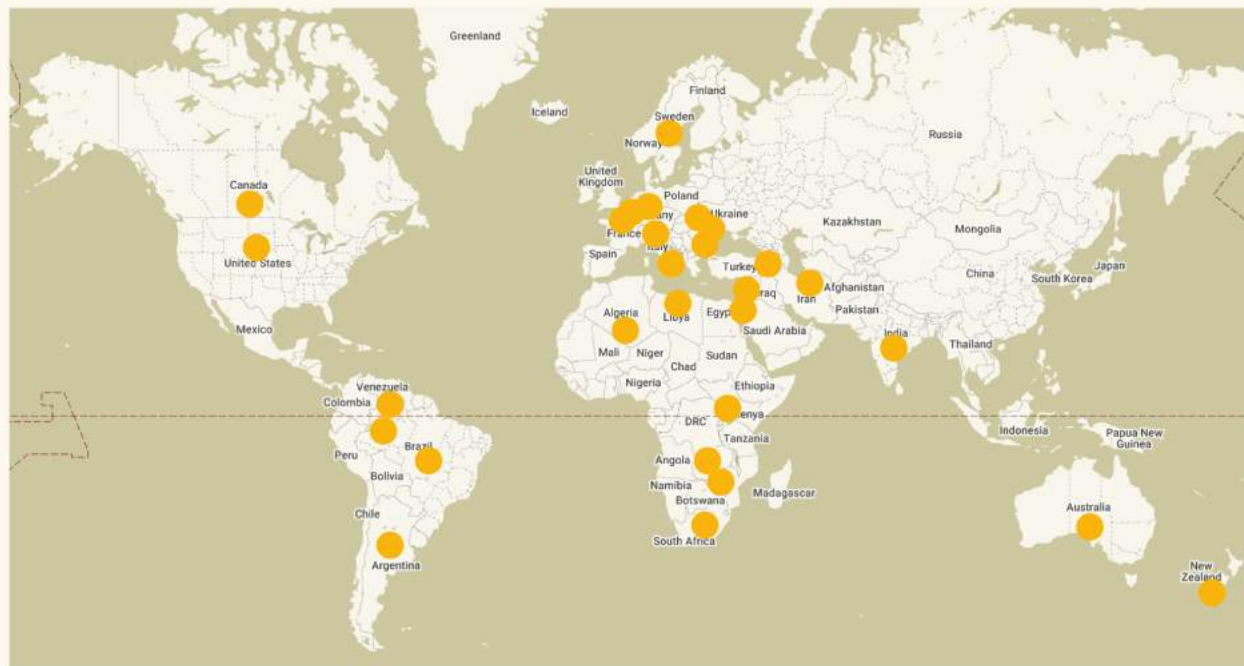 Greenland
Iceland
Finland
Sweden
Norway
Russia
United
Kingdom
Canada
Poland
Ukraine
France
Kazakhstan
Mongolia
Spain
Italy
United States
Turkey
China
Japan
South Korea
Afghanistan
Iran
Pakistan
Algeria
Libya
Saudi Arabia
Mexico
India
Thailand
Mali
Niger
Chad
Sudan
Nigeria
Ethiopia
Venezuela
Colombia
DRC
Indonesia
Papua New
Guinea
Tanzania
Peru
Brazil
Bolivia
Angola
Namibia
Botswana
Madagascar
Chile
Australia
South Africa
Argentina
New
Zealand